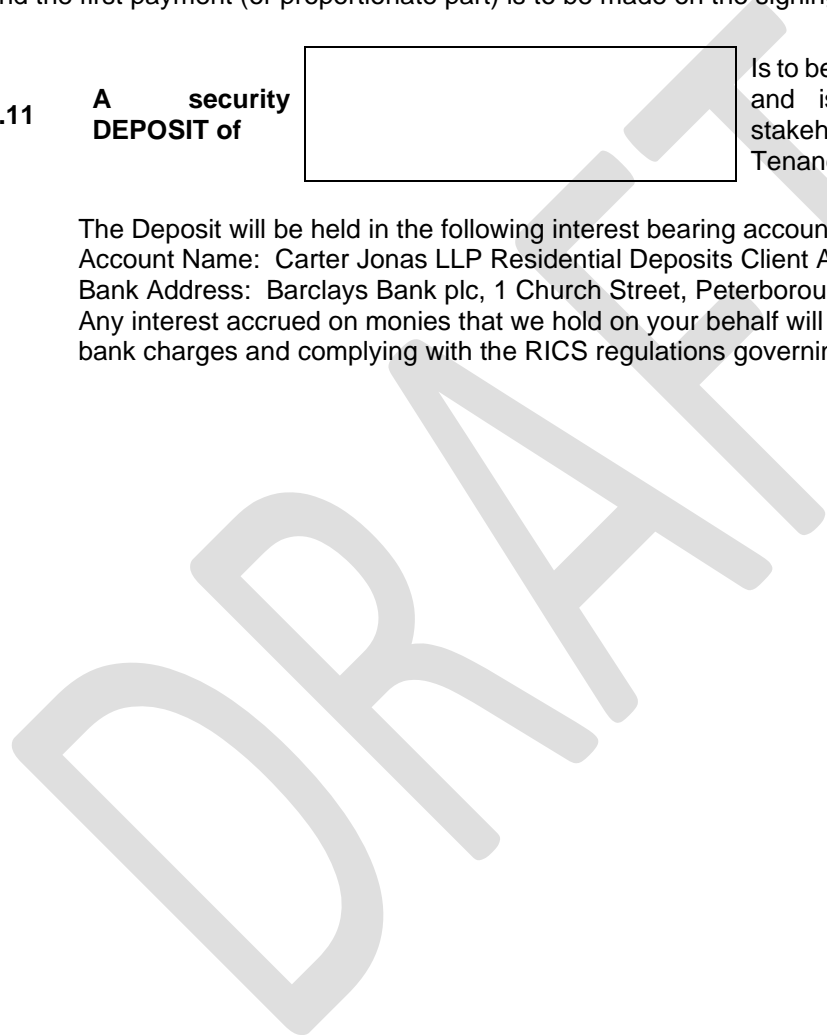 nd the first payment (or proportionate part) is to be made on the signing
.11 A security DEPOSIT of
Is to be
and is
stakeh
Tenanc
The Deposit will be held in the following interest bearing accoun
Account Name: Carter Jonas LLP Residential Deposits Client A
Bank Address: Barclays Bank plc, 1 Church Street, Peterborou
Any interest accrued on monies that we hold on your behalf will
bank charges and complying with the RICS regulations governin
DRAFT